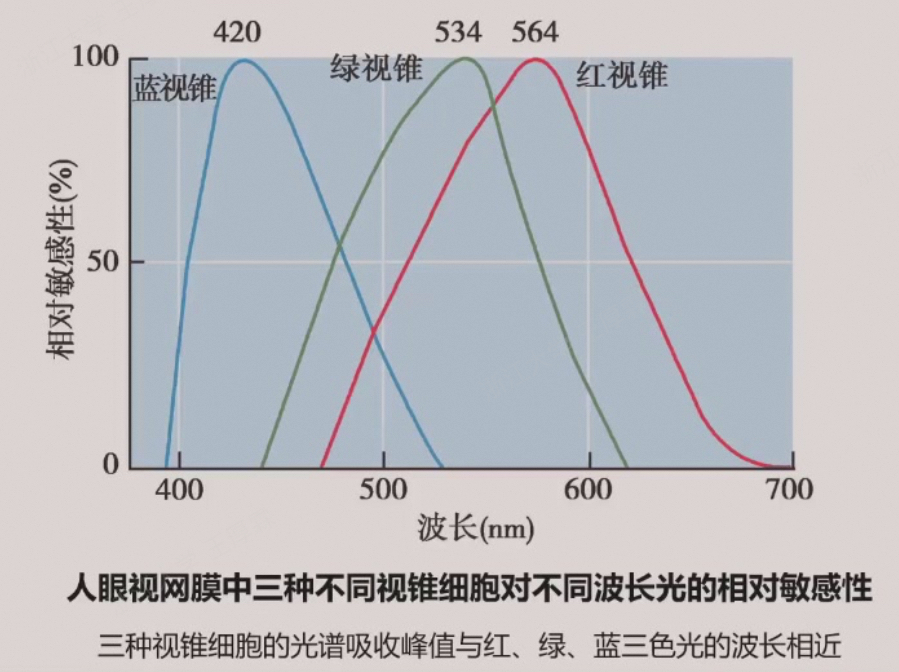 420 534 564
100
蓝视锥 绿视锥 红视锥
相对敏感性(%)
50
0
400 500 600 700
波长(nm)
人眼视网膜中三种不同视锥细胞对不同波长光的相对敏感性
三种视锥细胞的光谱吸收峰值与红、绿、蓝三色光的波长相近